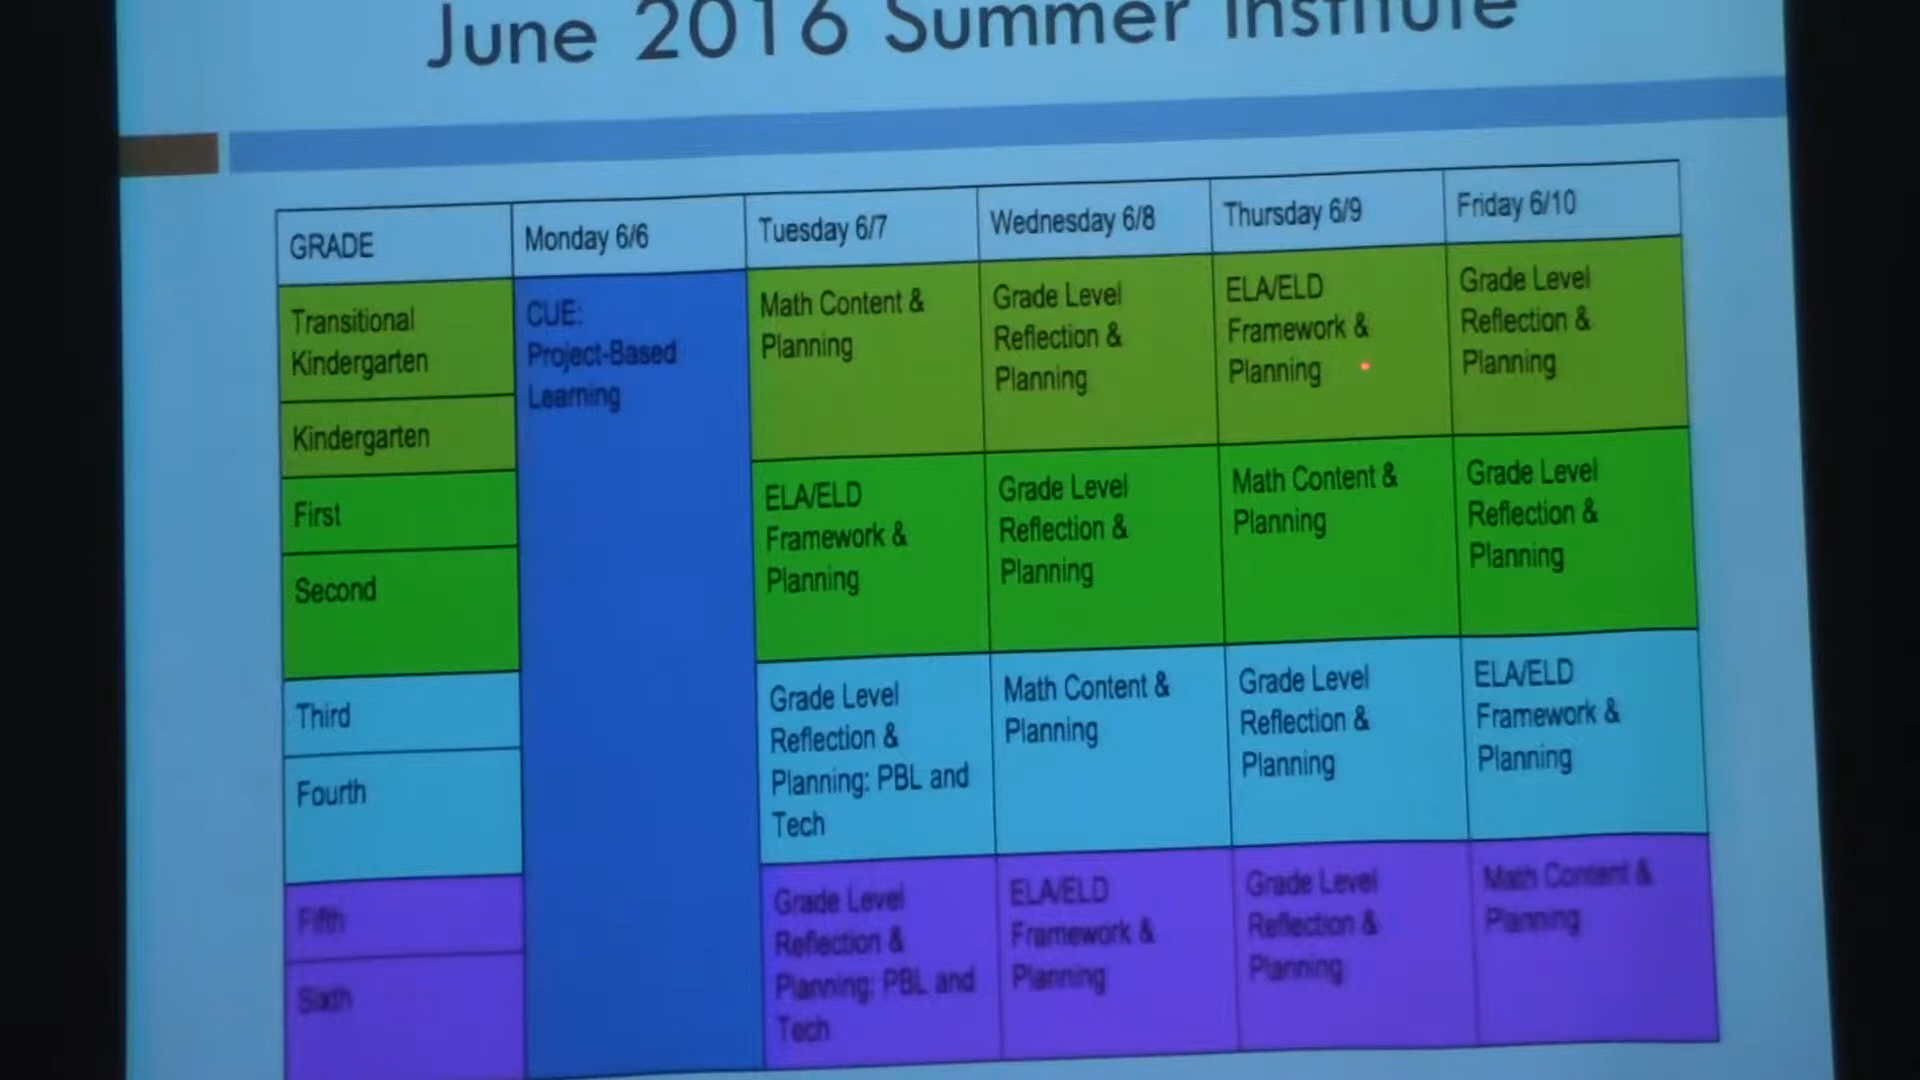 June 2016 Summer Institute
GRADE
Monday 6/6
Tuesday 6/7
Wednesday 6/8
Thursday 6/9
Friday 6/10
Transitional
Kindergarten
Kindergarten
CUE:
Project-Based
Learning
Math Content &
Planning
Grade Level
Reflection &
Planning
ELA/ELD
Framework &
Planning
Grade Level
Reflection &
Planning
First
Second
ELA/ELD
Framework &
Planning
Grade Level
Reflection &
Planning
Math Content &
Planning
Grade Level
Reflection &
Planning
Third
Fourth
Grade Level
Reflection &
Planning: PBL and
Tech
Math Content &
Planning
Grade Level
Reflection &
Planning
ELA/ELD
Framework &
Planning
Fifth
Sixth
Grade Level
Reflection &
Planning: PBL and
Tech
ELA/ELD
Framework &
Planning
Grade Level
Reflection &
Planning
Math Content &
Planning